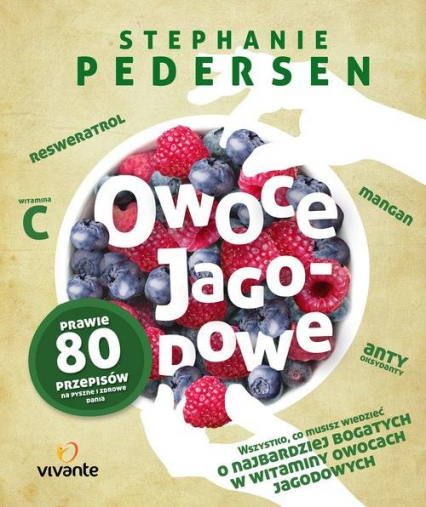 STEPHANIE
PEDERSEN
RESWERATROL
WITAMINA
C
MANGAN
OWOCE
JAGO-
DOWE
PRAWIE
80
PRZEPISÓW
NA PYSZNE I ZDROWE
DANIA
ANTY
OKSYDANTY
WSZYSTKO, CO MUSISZ WIEDZIEĆ
O NAJBARDZIEJ BOGATYCH
W WITAMINY OWOCACH
JAGODOWYCH
vivante